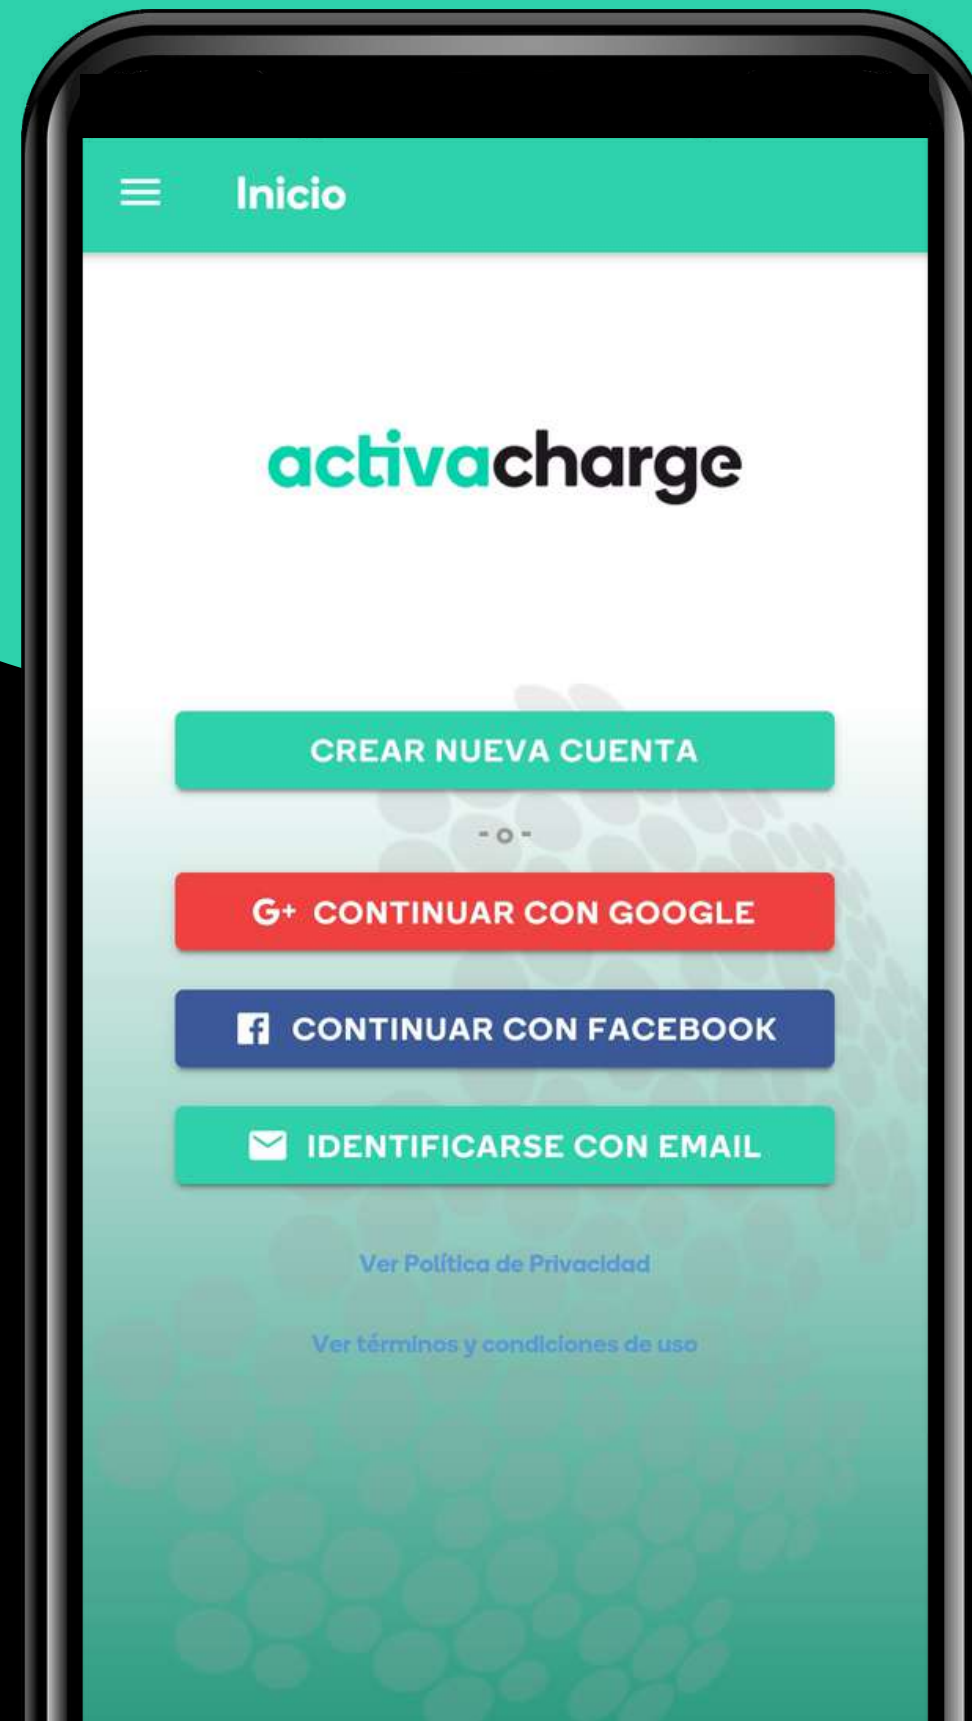 Inicio
activacharge
CREAR NUEVA CUENTA
- o -
G+ CONTINUAR CON GOOGLE
f CONTINUAR CON FACEBOOK
IDENTIFICARSE CON EMAIL
Ver Política de Privacidad
Ver términos y condiciones de uso